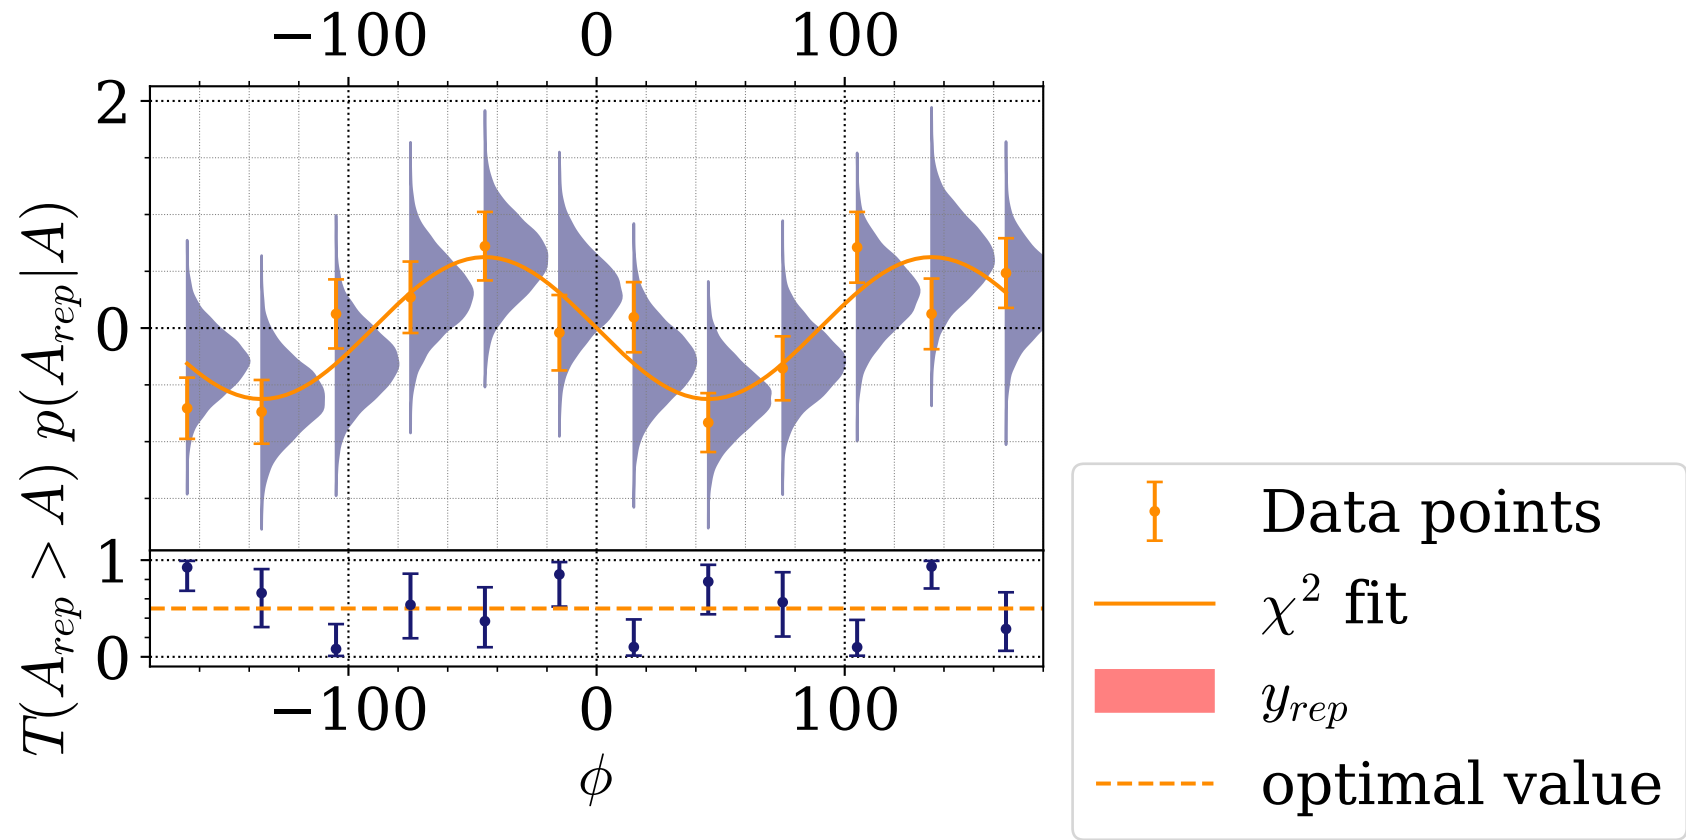 −100 0 100
2
0
p(A_rep|A)
1
0
T(A_rep > A)
−100 0 100
ϕ
Data points
χ² fit
y_rep
optimal value